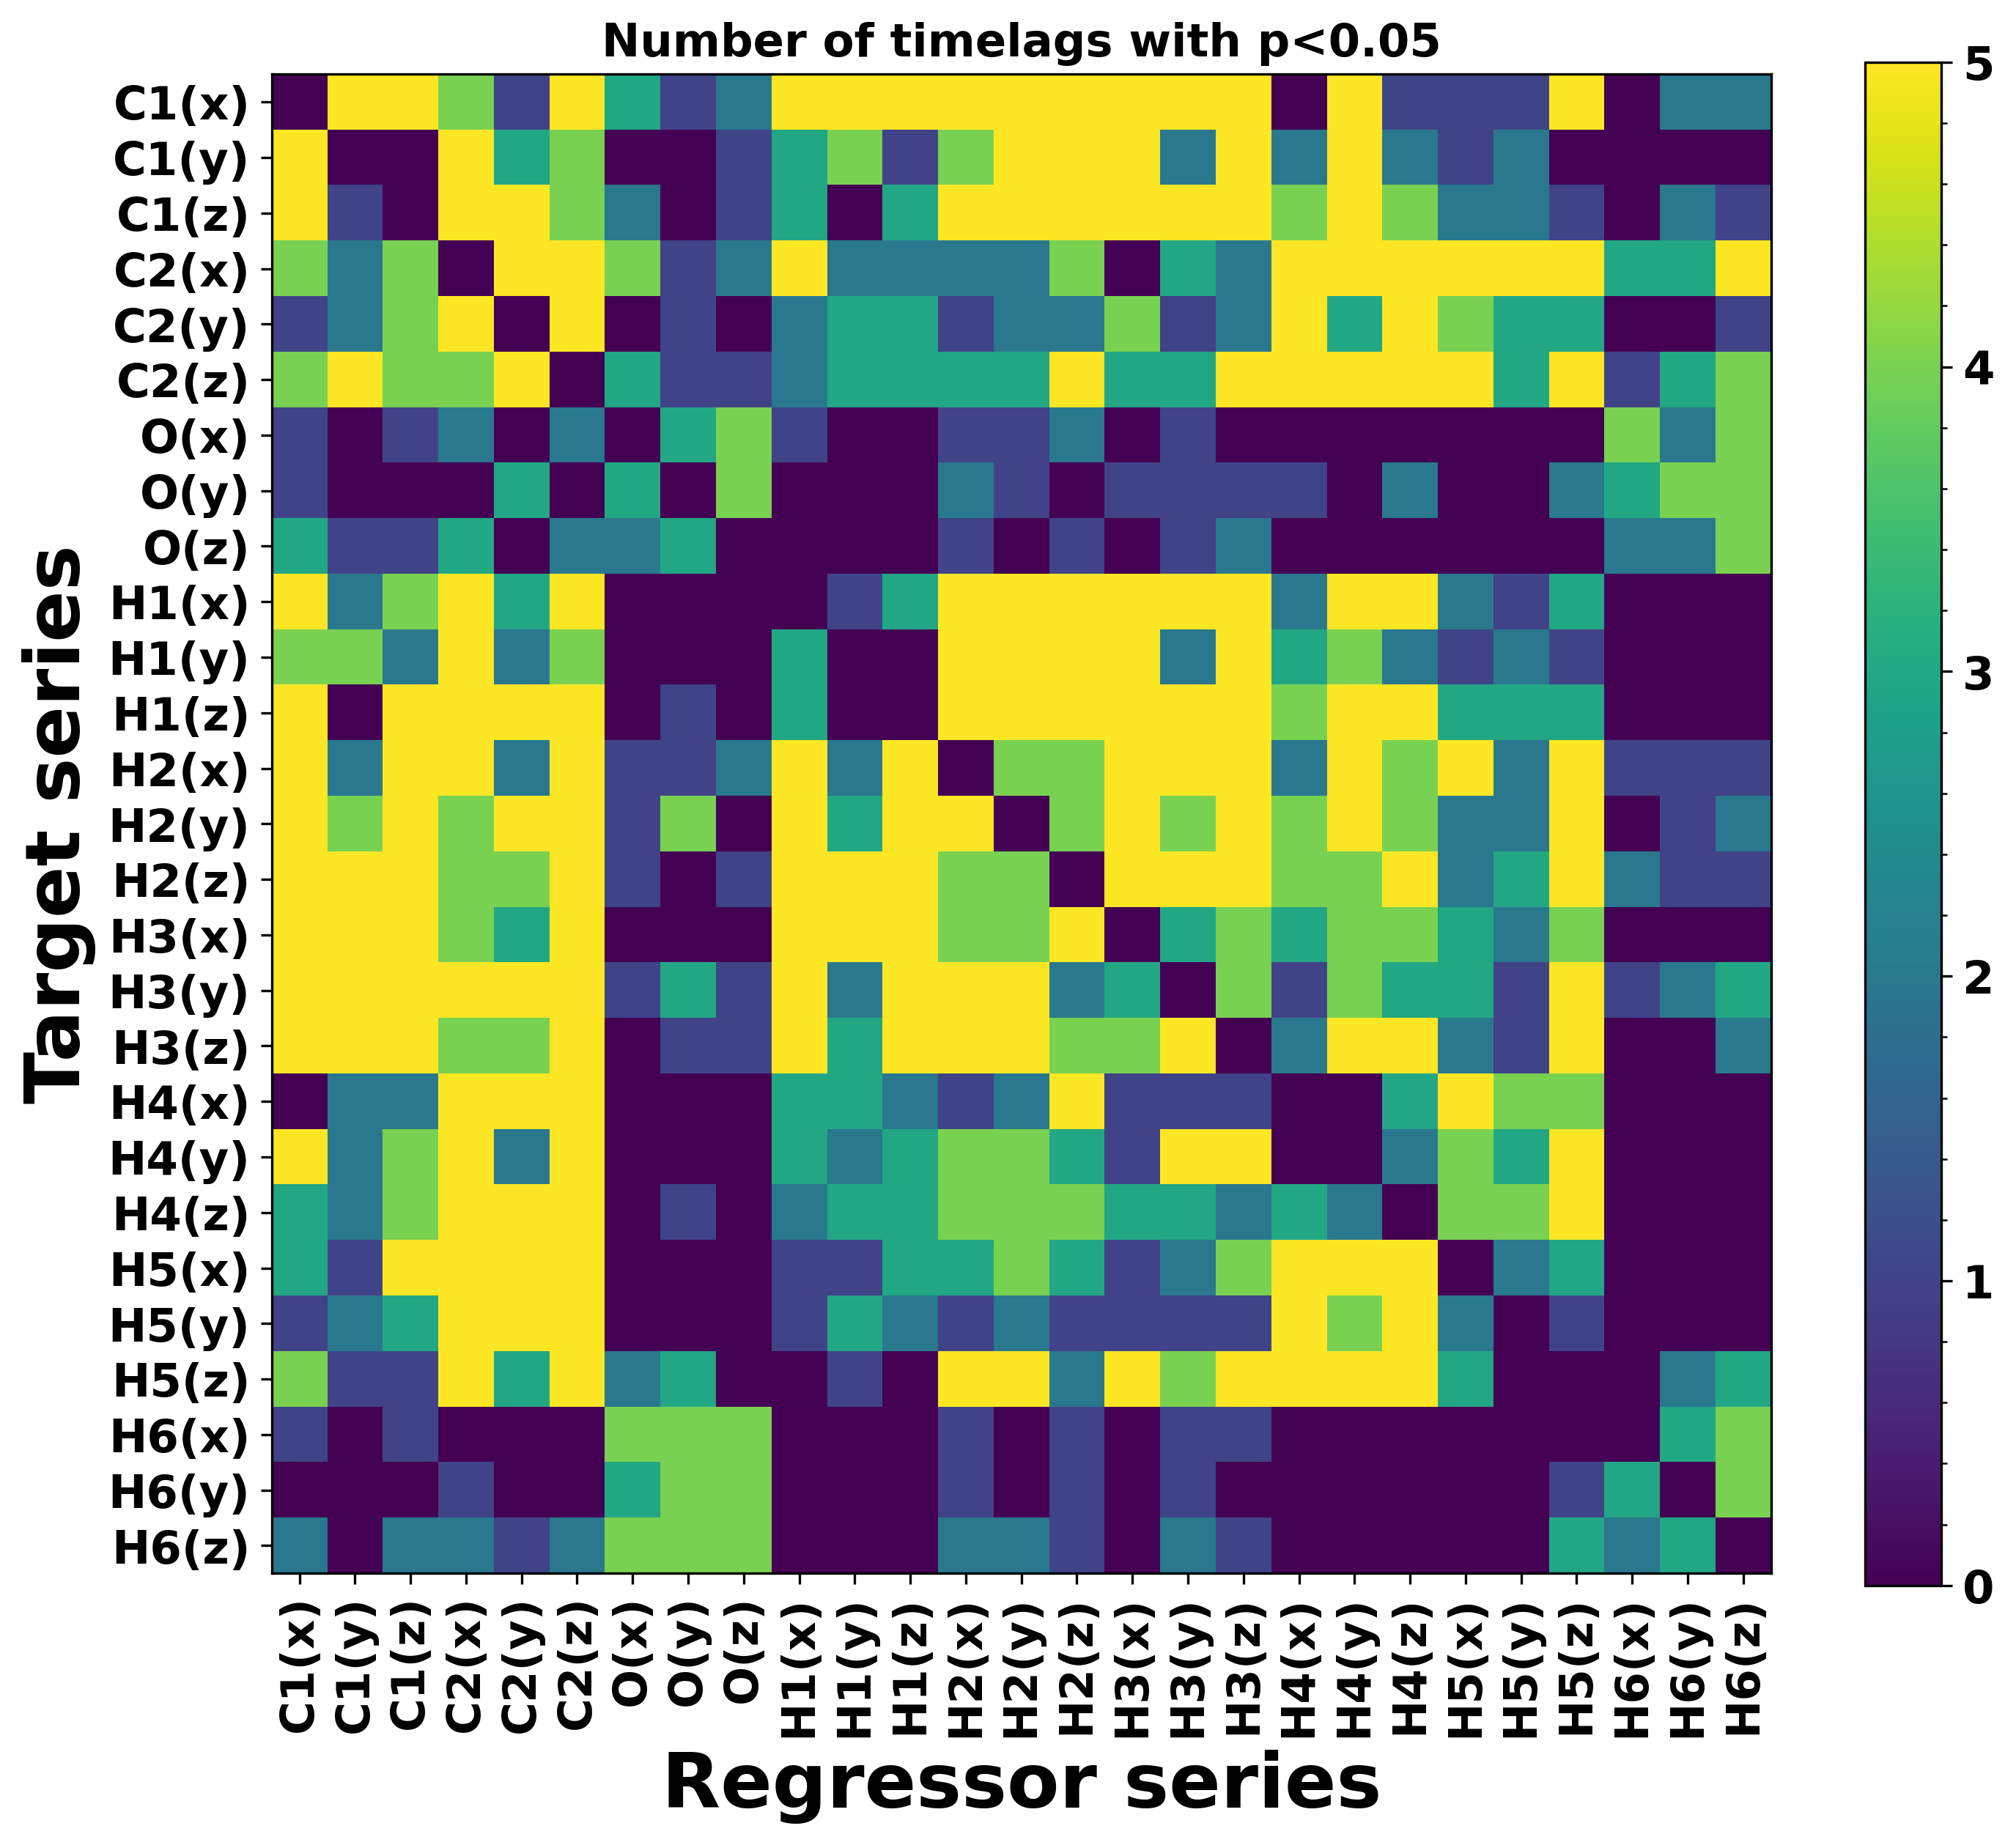 Number of timelags with p<0.05
Target series
C1(x)
C1(y)
C1(z)
C2(x)
C2(y)
C2(z)
O(x)
O(y)
O(z)
H1(x)
H1(y)
H1(z)
H2(x)
H2(y)
H2(z)
H3(x)
H3(y)
H3(z)
H4(x)
H4(y)
H4(z)
H5(x)
H5(y)
H5(z)
H6(x)
H6(y)
H6(z)
C1(x)
C1(y)
C1(z)
C2(x)
C2(y)
C2(z)
O(x)
O(y)
O(z)
H1(x)
H1(y)
H1(z)
H2(x)
H2(y)
H2(z)
H3(x)
H3(y)
H3(z)
H4(x)
H4(y)
H4(z)
H5(x)
H5(y)
H5(z)
H6(x)
H6(y)
H6(z)
Regressor series
5
4
3
2
1
0